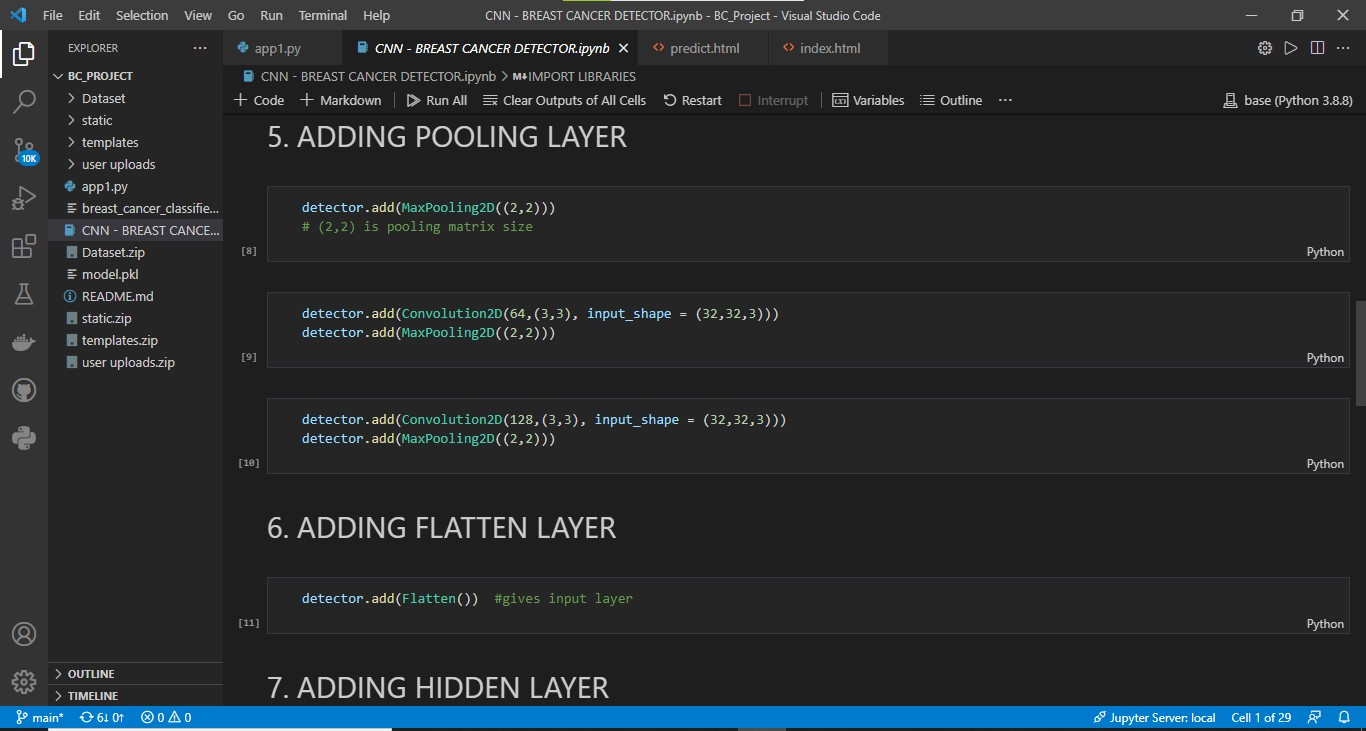 File Edit Selection View Go Run Terminal Help
CNN - BREAST CANCER DETECTOR.ipynb - BC_Project - Visual Studio Code
EXPLORER
BC_PROJECT
Dataset
static
templates
user uploads
app1.py
breast_cancer_classifie...
CNN - BREAST CANCE...
Dataset.zip
model.pkl
README.md
static.zip
templates.zip
user uploads.zip
OUTLINE
TIMELINE
10K
app1.py
CNN - BREAST CANCER DETECTOR.ipynb
predict.html
index.html
CNN - BREAST CANCER DETECTOR.ipynb > M↓IMPORT LIBRARIES
+ Code + Markdown Run All Clear Outputs of All Cells Restart Interrupt Variables Outline ... base (Python 3.8.8)
5. ADDING POOLING LAYER
detector.add(MaxPooling2D((2,2)))
# (2,2) is pooling matrix size
[8]
Python
detector.add(Convolution2D(64,(3,3), input_shape = (32,32,3)))
detector.add(MaxPooling2D((2,2)))
[9]
Python
detector.add(Convolution2D(128,(3,3), input_shape = (32,32,3)))
detector.add(MaxPooling2D((2,2)))
[10]
Python
6. ADDING FLATTEN LAYER
detector.add(Flatten()) #gives input layer
[11]
Python
7. ADDING HIDDEN LAYER
main* 6↓ 0↑ 0 0
Jupyter Server: local Cell 1 of 29